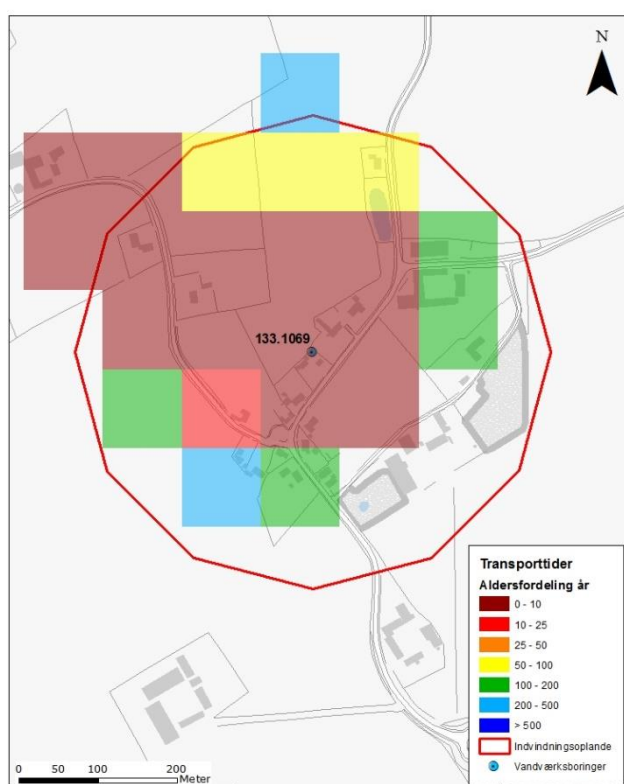 N
133.1069
Transporttider
Aldersfordeling år
0 - 10
10 - 25
25 - 50
50 - 100
100 - 200
200 - 500
> 500
Indvindningsoplande
Vandværksboringer
0 50 100 200
Meter